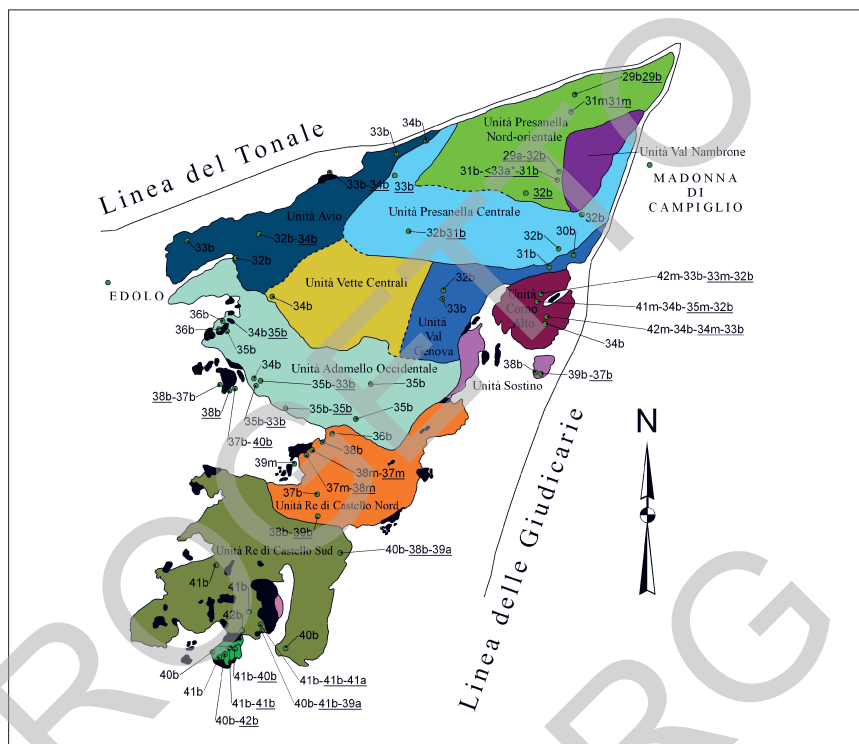 29b29b
31m31m
Unità Presanella
Nord-orientale
34b
Linea del Tonale
33b
29a-32b
Unità Val Nambrone
33b-34b
33b
31b-<33a*-31b
MADONNA
DI
CAMPIGLIO
32b
Unità Avio
Unità Presanella Centrale
32b
33b
32b-34b
32b31b
32b
30b
32b
31b
Unità Vette Centrali
EDOLO
34b
32b
33b
Unità
Val
Genova
Unità
Corno
Alto
42m-33b-33m-32b
41m-34b-35m-32b
42m-34b-34m-33b
34b
36b
36b
34b35b
35b
Unità Adamello Occidentale
34b
35b-33b
35b
38b
39b-37b
Unità Sostino
38b-37b
38b
35b-33b
35b-35b
35b
37b-40b
36b
38b
39m
38m-37m
37m-38m
37b
Unità Re di Castello Nord
N
38b-39b
Unità Re di Castello Sud
40b-38b-39a
Linea delle Giudicarie
41b
41b
42b
40b
40b
41b
41b-40b
41b-41b
40b-42b
41b-41b-41a
40b-41b-39a
PROGETTO
CARG